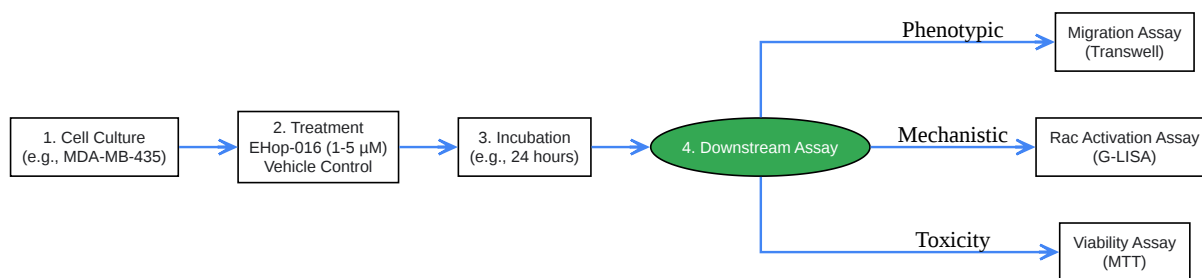 1. Cell Culture
(e.g., MDA-MB-435)
2. Treatment
EHop-016 (1-5 µM)
Vehicle Control
3. Incubation
(e.g., 24 hours)
4. Downstream Assay
Phenotypic
Migration Assay
(Transwell)
Mechanistic
Rac Activation Assay
(G-LISA)
Toxicity
Viability Assay
(MTT)